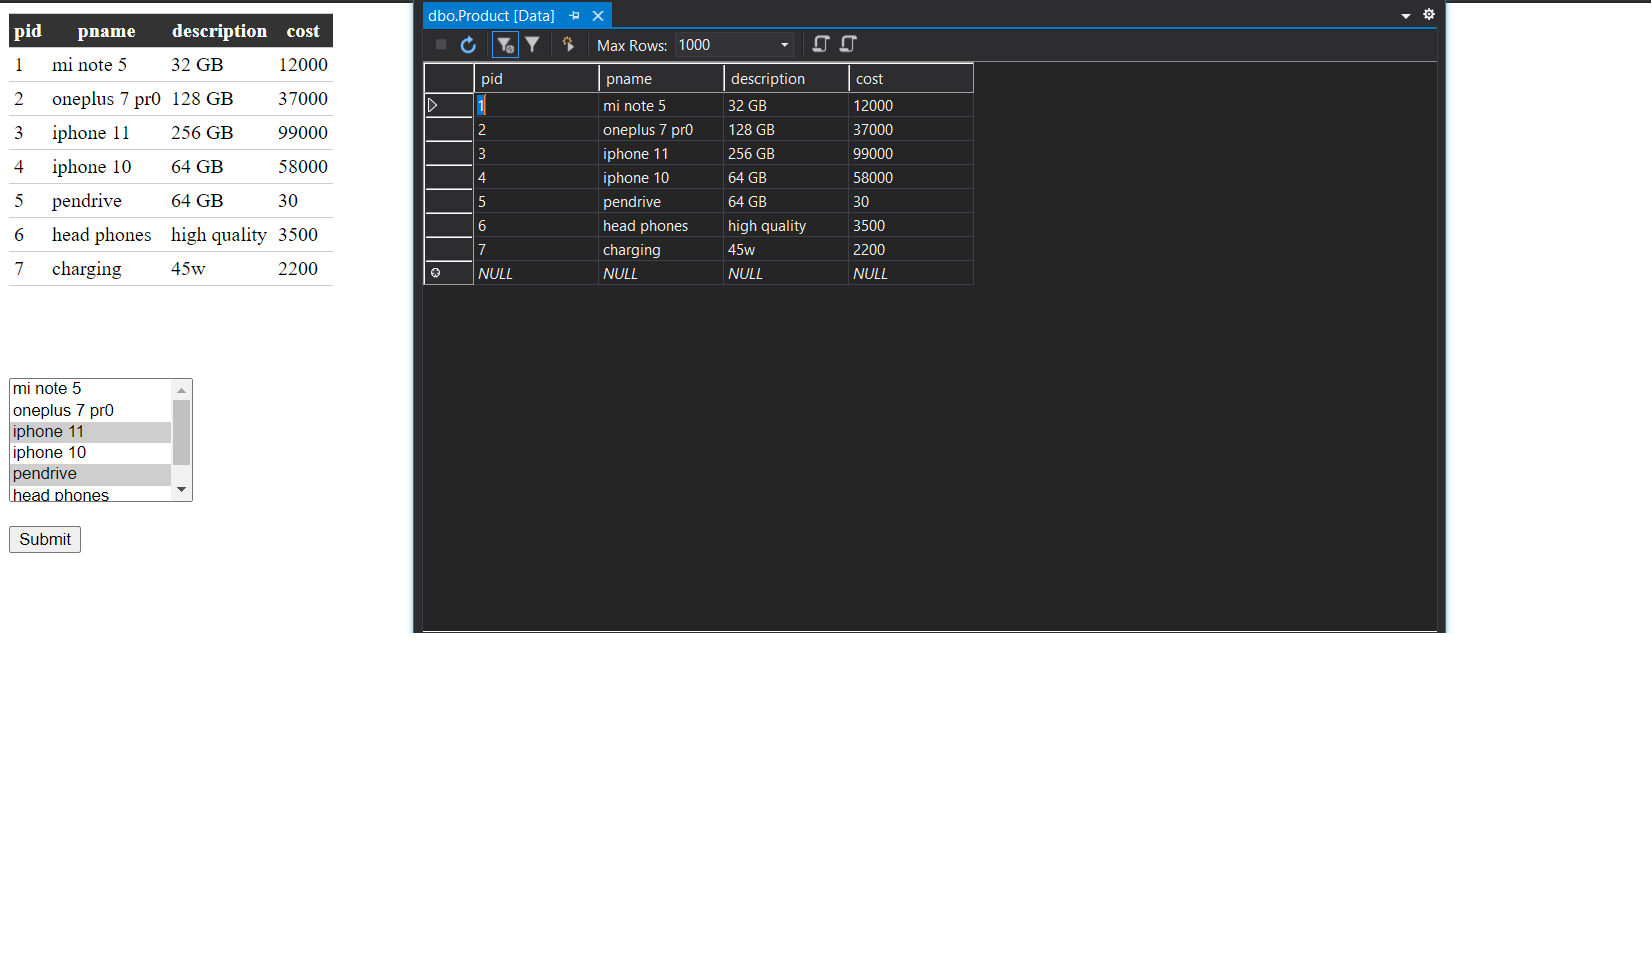 pid pname description cost
1 mi note 5 32 GB 12000
2 oneplus 7 pr0 128 GB 37000
3 iphone 11 256 GB 99000
4 iphone 10 64 GB 58000
5 pendrive 64 GB 30
6 head phones high quality 3500
7 charging 45w 2200
mi note 5
oneplus 7 pr0
iphone 11
iphone 10
pendrive
head phones
Submit
dbo.Product [Data]
Max Rows: 1000
pid pname description cost
1 mi note 5 32 GB 12000
2 oneplus 7 pr0 128 GB 37000
3 iphone 11 256 GB 99000
4 iphone 10 64 GB 58000
5 pendrive 64 GB 30
6 head phones high quality 3500
7 charging 45w 2200
NULL NULL NULL NULL